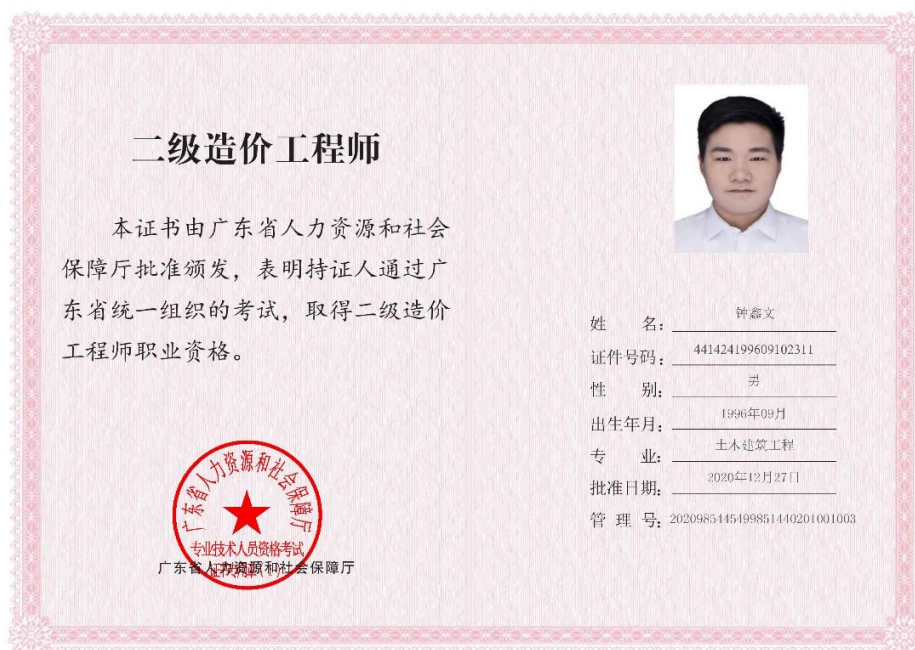 二级造价工程师
本证书由广东省人力资源和社会
保障厅批准颁发，表明持证人通过广
东省统一组织的考试，取得二级造价
工程师职业资格。
广东省人力资源和社会保障厅
专业技术人员资格考试
广东省人力资源和社会保障厅
姓 名：钟鑫文
证件号码：441424199609102311
性 别：男
出生年月：1996年09月
专 业：土木建筑工程
批准日期：2020年12月27日
管 理 号：20209854454998514402010​01003